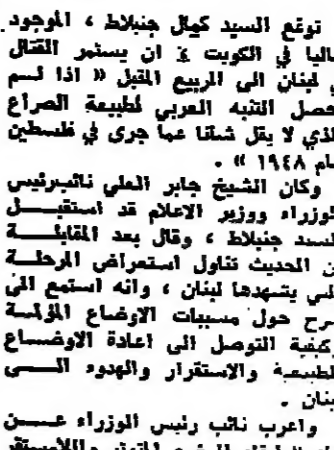 توقع السيد كمال جنبلاط ، الموجود
حاليا في الكويت ، ان يستمر القتال
في لبنان الى الربيع المقبل « اذا لسم
يحصل التنبه العربي لطبيعة الصراع
الذي لا يقل شأنا عما جرى في فلسطين
عام ١٩٤٨ » .
وكان الشيخ جابر العلي نائب رئيس
الوزراء ووزير الاعلام قد استقبل
السيد جنبلاط ، وقال بعد المقابلة
ان الحديث تناول استعراض المرحلة
التي يشهدها لبنان ، وانه استمع الى
شرح حول مسببات الاوضاع المؤلمة
وكيفية التوصل الى اعادة الاوضاع
الطبيعية والاستقرار والهدوء الى
لبنان .
واعرب نائب رئيس الوزراء عن